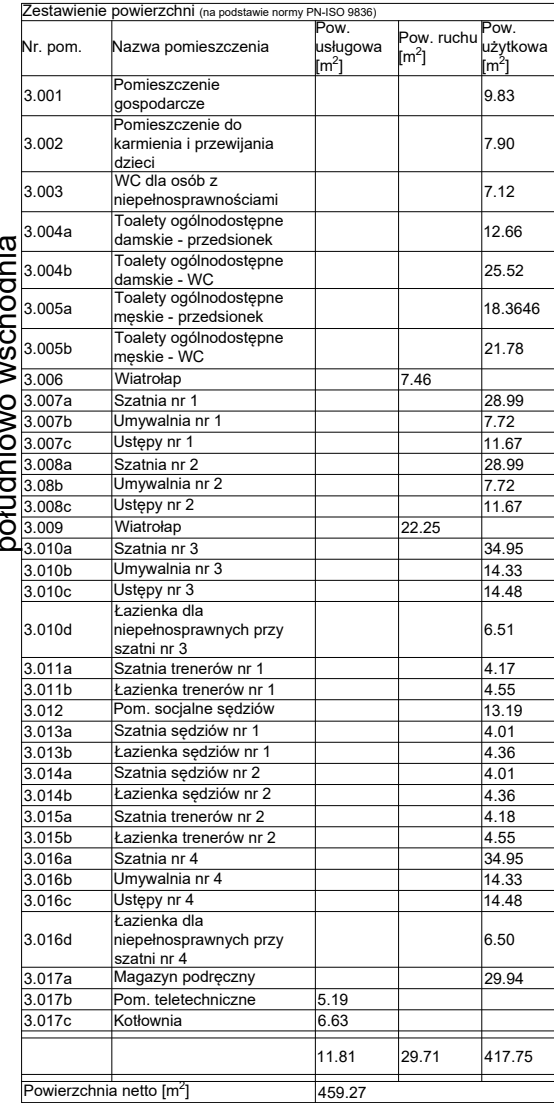 Zestawienie powierzchni (na podstawie normy PN-ISO 9836)
Nr. pom. Nazwa pomieszczenia Pow. usługowa [m²] Pow. ruchu [m²] Pow. użytkowa [m²]
3.001 Pomieszczenie gospodarcze 9.83
3.002 Pomieszczenie do karmienia i przewijania dzieci 7.90
3.003 WC dla osób z niepełnosprawnościami 7.12
3.004a Toalety ogólnodostępne damskie - przedsionek 12.66
3.004b Toalety ogólnodostępne damskie - WC 25.52
3.005a Toalety ogólnodostępne męskie - przedsionek 18.3646
3.005b Toalety ogólnodostępne męskie - WC 21.78
3.006 Wiatrołap 7.46
3.007a Szatnia nr 1 28.99
3.007b Umywalnia nr 1 7.72
3.007c Ustępy nr 1 11.67
3.008a Szatnia nr 2 28.99
3.08b Umywalnia nr 2 7.72
3.008c Ustępy nr 2 11.67
3.009 Wiatrołap 22.25
3.010a Szatnia nr 3 34.95
3.010b Umywalnia nr 3 14.33
3.010c Ustępy nr 3 14.48
3.010d Łazienka dla niepełnosprawnych przy szatni nr 3 6.51
3.011a Szatnia trenerów nr 1 4.17
3.011b Łazienka trenerów nr 1 4.55
3.012 Pom. socjalne sędziów 13.19
3.013a Szatnia sędziów nr 1 4.01
3.013b Łazienka sędziów nr 1 4.36
3.014a Szatnia sędziów nr 2 4.01
3.014b Łazienka sędziów nr 2 4.36
3.015a Szatnia trenerów nr 2 4.18
3.015b Łazienka trenerów nr 2 4.55
3.016a Szatnia nr 4 34.95
3.016b Umywalnia nr 4 14.33
3.016c Ustępy nr 4 14.48
3.016d Łazienka dla niepełnosprawnych przy szatni nr 4 6.50
3.017a Magazyn podręczny 29.94
3.017b Pom. teletechniczne 5.19
3.017c Kotłownia 6.63
11.81 29.71 417.75
Powierzchnia netto [m²] 459.27
południowo wschodnia